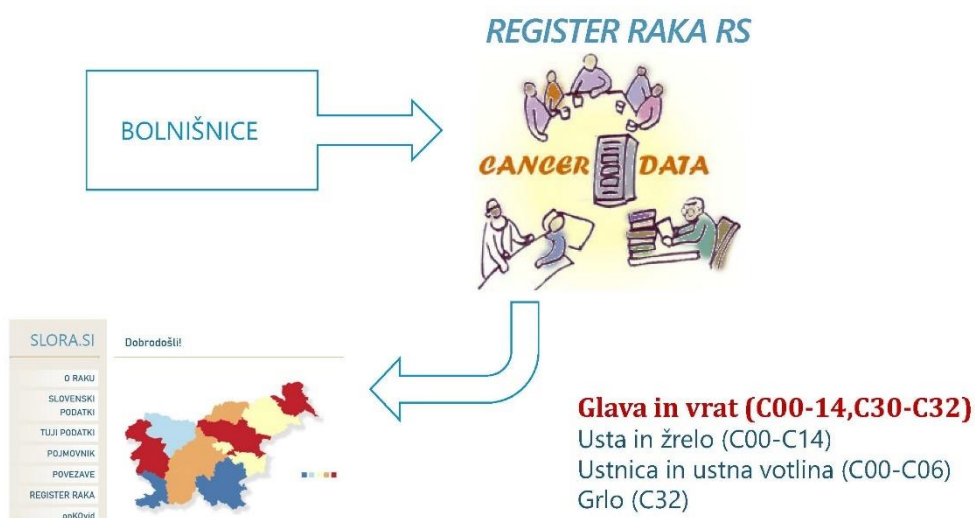 REGISTER RAKA RS
BOLNIŠNICE
CANCER DATA
SLORA.SI
Dobrodošli!
O RAKU
SLOVENSKI
PODATKI
TUJI PODATKI
POJMOVNIK
POVEZAVE
REGISTER RAKA
onKOvid
Glava in vrat (C00-14,C30-C32)
Usta in žrelo (C00-C14)
Ustnica in ustna votlina (C00-C06)
Grlo (C32)